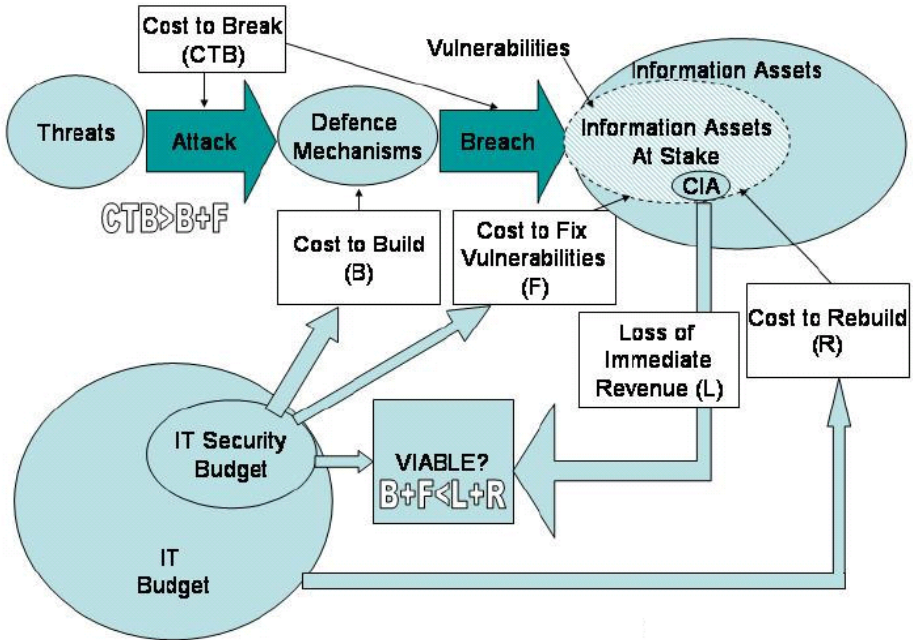 Cost to Break
(CTB)
Vulnerabilities
Information Assets
Threats
Attack
Defence
Mechanisms
Breach
Information Assets
At Stake
CIA
CTB>B+F
Cost to Build
(B)
Cost to Fix
Vulnerabilities
(F)
Loss of
Immediate
Revenue (L)
Cost to Rebuild
(R)
IT Security
Budget
VIABLE?
B+F<L+R
IT
Budget